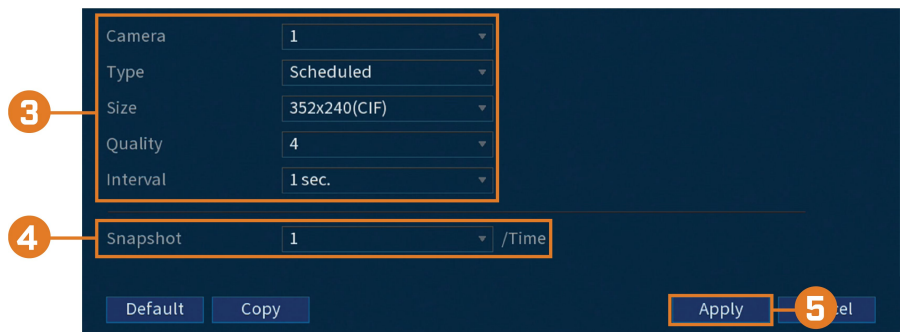 Camera 1
Type Scheduled
3 Size 352x240(CIF)
Quality 4
Interval 1 sec.
4 Snapshot 1 /Time
Default Copy Apply 5 el